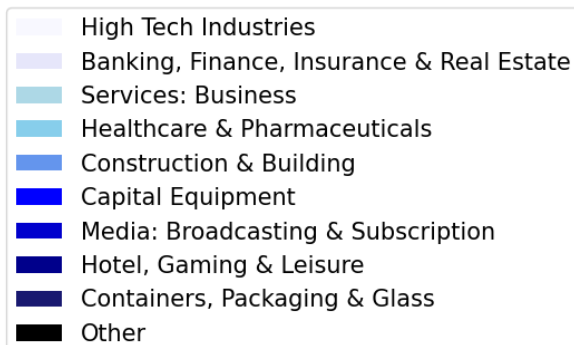 High Tech Industries
Banking, Finance, Insurance & Real Estate
Services: Business
Healthcare & Pharmaceuticals
Construction & Building
Capital Equipment
Media: Broadcasting & Subscription
Hotel, Gaming & Leisure
Containers, Packaging & Glass
Other